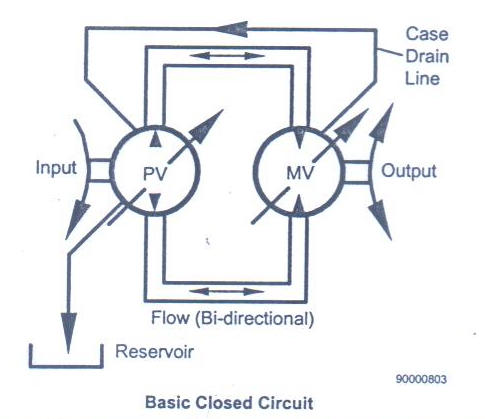 Case
Drain
Line
Input
PV
MV
Output
Flow (Bi-directional)
Reservoir
90000803
Basic Closed Circuit